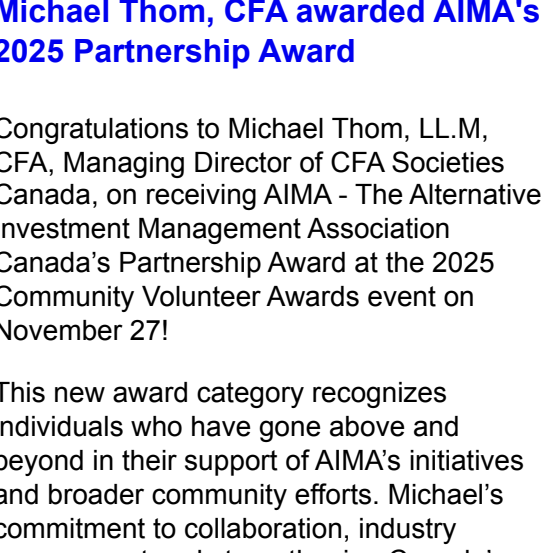 Michael Thom, CFA awarded AIMA's
2025 Partnership Award
Congratulations to Michael Thom, LL.M,
CFA, Managing Director of CFA Societies
Canada, on receiving AIMA - The Alternative
Investment Management Association
Canada’s Partnership Award at the 2025
Community Volunteer Awards event on
November 27!
This new award category recognizes
individuals who have gone above and
beyond in their support of AIMA’s initiatives
and broader community efforts. Michael’s
commitment to collaboration, industry